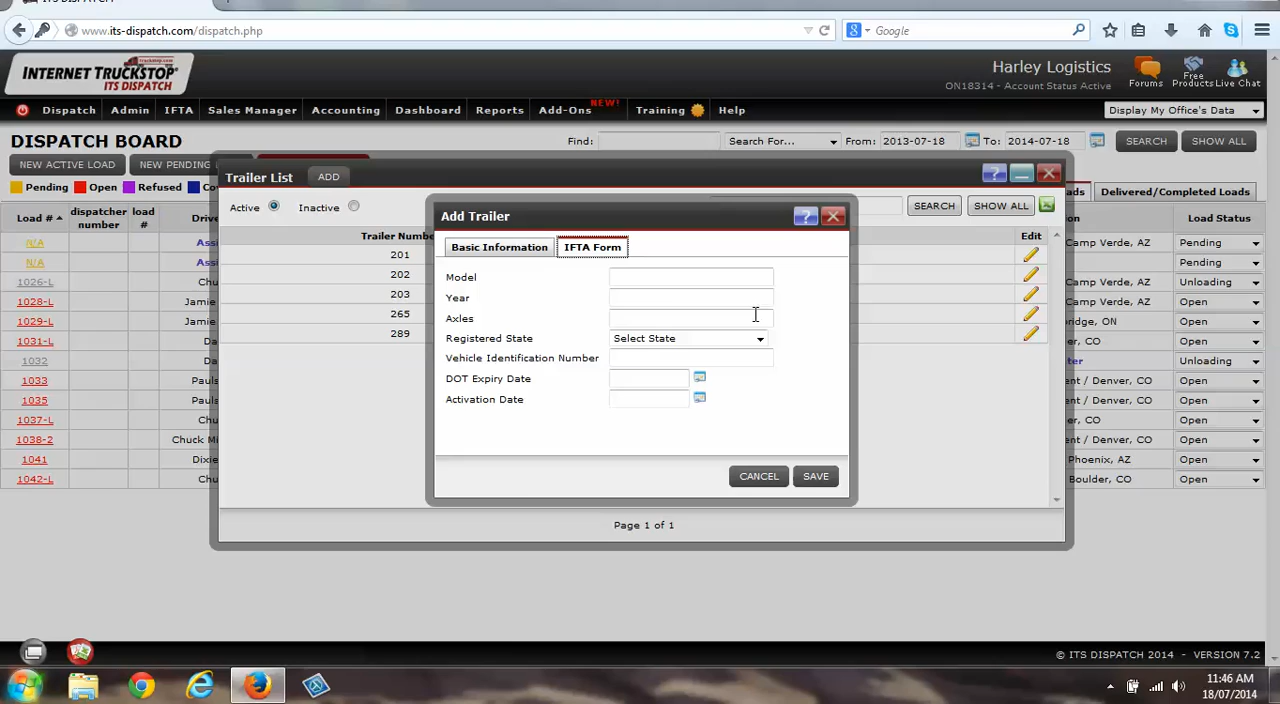 ITS DISPATCH
www.its-dispatch.com/dispatch.php
Google
INTERNET TRUCKSTOP
ITS DISPATCH
Harley Logistics
ON18314 - Account Status Active
Forums
Free Products
Live Chat
Dispatch Admin IFTA Sales Manager Accounting Dashboard Reports Add-Ons NEW! Training Help
Display My Office's Data
DISPATCH BOARD
Find: Search For... From: 2013-07-18 To: 2014-07-18 SEARCH SHOW ALL
NEW ACTIVE LOAD NEW PENDING
Pending Open Refused
Delivered/Completed Loads
Load # dispatcher number load #
Load Status
Trailer List ADD
Active Inactive
SEARCH SHOW ALL
Edit
201
202
203
265
289
Page 1 of 1
Add Trailer
Basic Information IFTA Form
Model
Year
Axles
Registered State Select State
Vehicle Identification Number
DOT Expiry Date
Activation Date
CANCEL SAVE
N/A Camp Verde, AZ Pending
N/A Pending
1026-L Camp Verde, AZ Unloading
1028-L Jamie Camp Verde, AZ Open
1029-L Jamie Open
1031-L Open
1032 Unloading
1033 Denver, CO Open
1035 Denver, CO Open
1037-L Denver, CO Open
1038-2 Denver, CO Open
1041 Phoenix, AZ Open
1042-L Boulder, CO Open
© ITS DISPATCH 2014 - VERSION 7.2
11:46 AM
18/07/2014